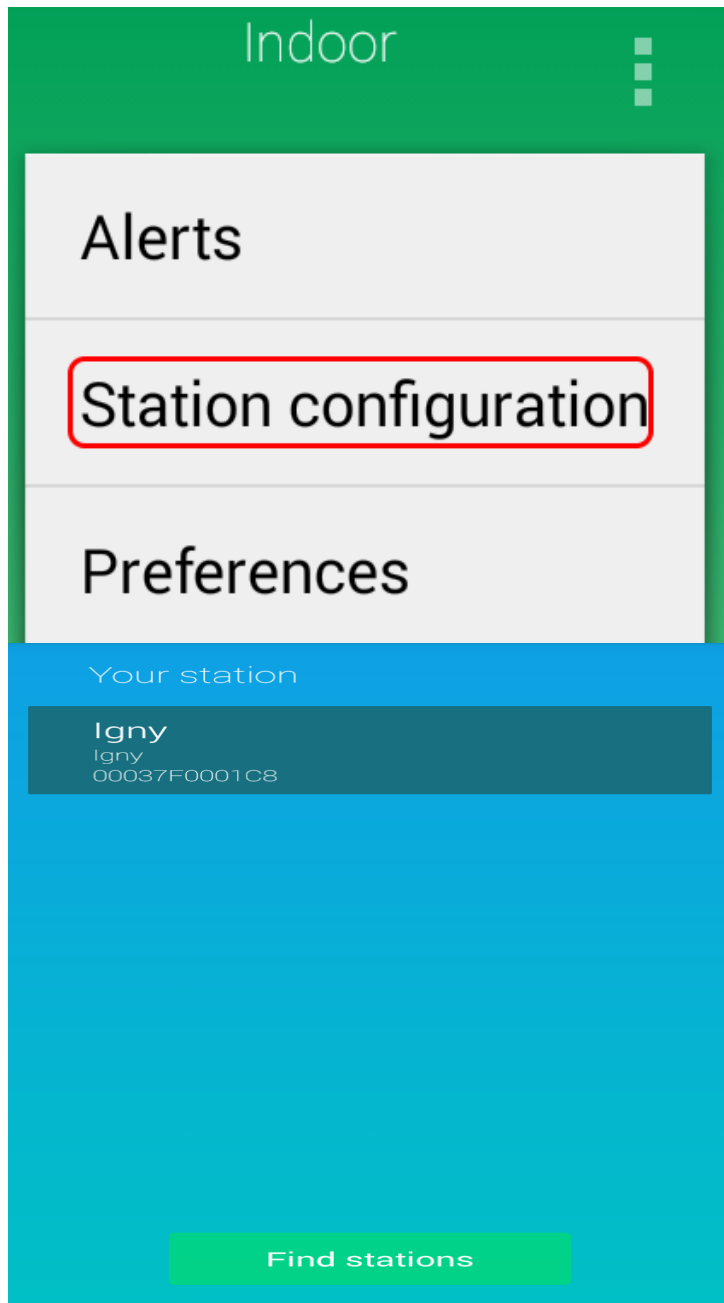 Indoor
Alerts
Station configuration
Preferences
Your station
Igny
Igny
00037F0001C8
Find stations